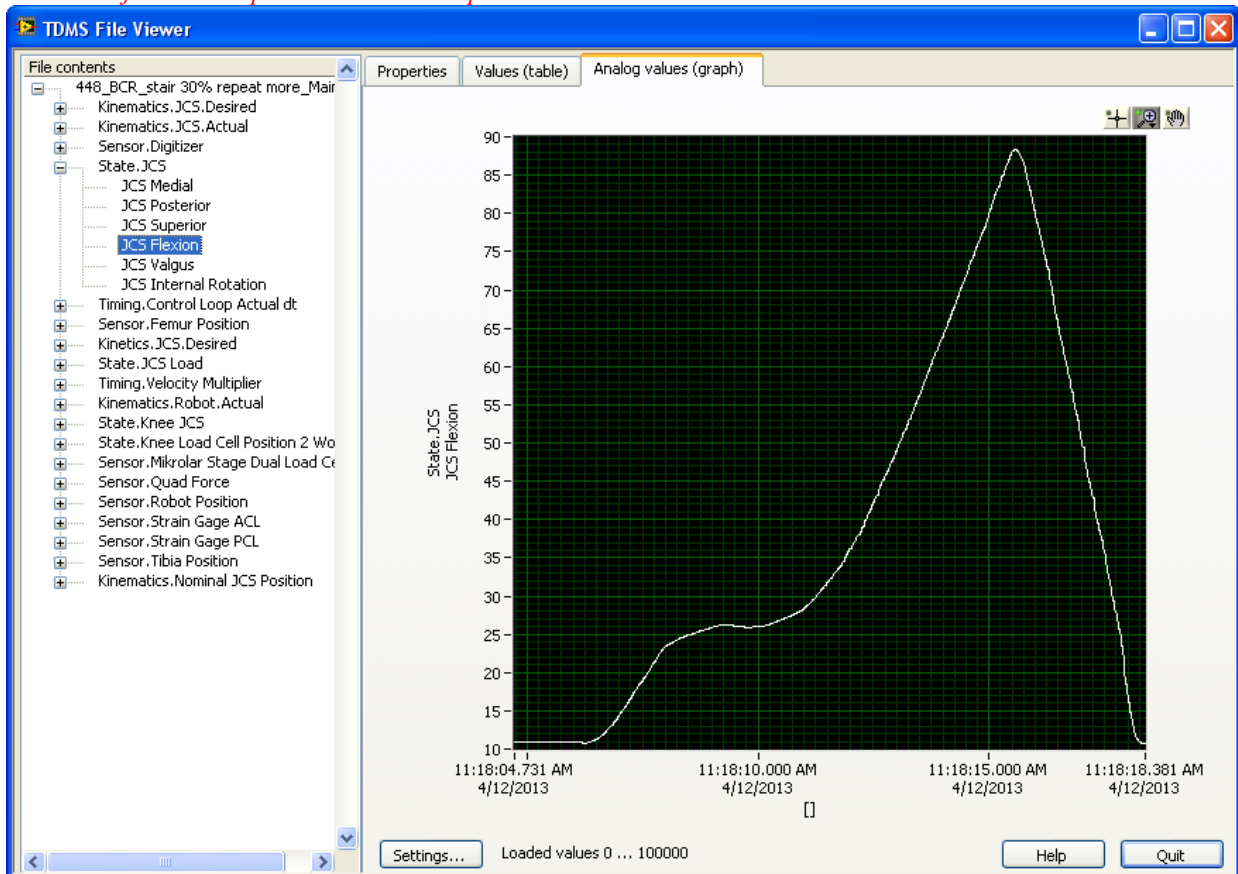 TDMS File Viewer
File contents
448_BCR_stair 30% repeat more_Mair
Kinematics.JCS.Desired
Kinematics.JCS.Actual
Sensor.Digitizer
State.JCS
JCS Medial
JCS Posterior
JCS Superior
JCS Flexion
JCS Valgus
JCS Internal Rotation
Timing.Control Loop Actual dt
Sensor.Femur Position
Kinetics.JCS.Desired
State.JCS Load
Timing.Velocity Multiplier
Kinematics.Robot.Actual
State.Knee JCS
State.Knee Load Cell Position 2 Wo
Sensor.Mikrolar Stage Dual Load Ce
Sensor.Quad Force
Sensor.Robot Position
Sensor.Strain Gage ACL
Sensor.Strain Gage PCL
Sensor.Tibia Position
Kinematics.Nominal JCS Position
Properties
Values (table)
Analog values (graph)
90
85
80
75
70
65
60
55
50
45
40
35
30
25
20
15
10
State.JCS
JCS Flexion
11:18:04.731 AM
4/12/2013
11:18:10.000 AM
4/12/2013
11:18:15.000 AM
4/12/2013
11:18:18.381 AM
4/12/2013
[]
Settings...
Loaded values 0 ... 100000
Help
Quit